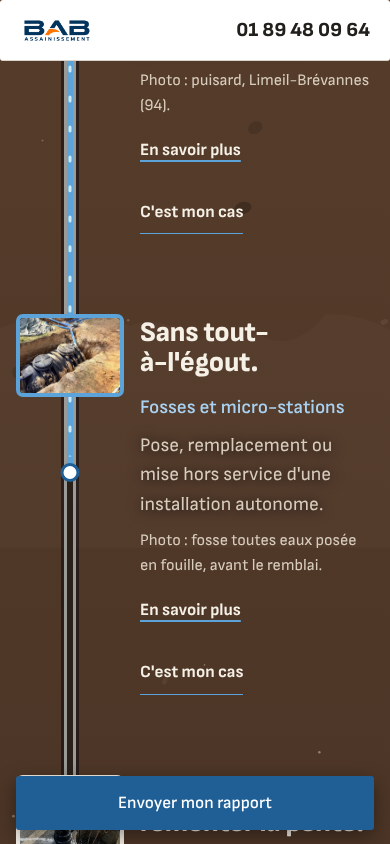 BAB
ASSAINISSEMENT
01 89 48 09 64
Photo : puisard, Limeil-Brévannes
(94).
En savoir plus
C'est mon cas
Sans tout-
à-l'égout.
Fosses et micro-stations
Pose, remplacement ou
mise hors service d'une
installation autonome.
Photo : fosse toutes eaux posée
en fouille, avant le remblai.
En savoir plus
C'est mon cas
Envoyer mon rapport